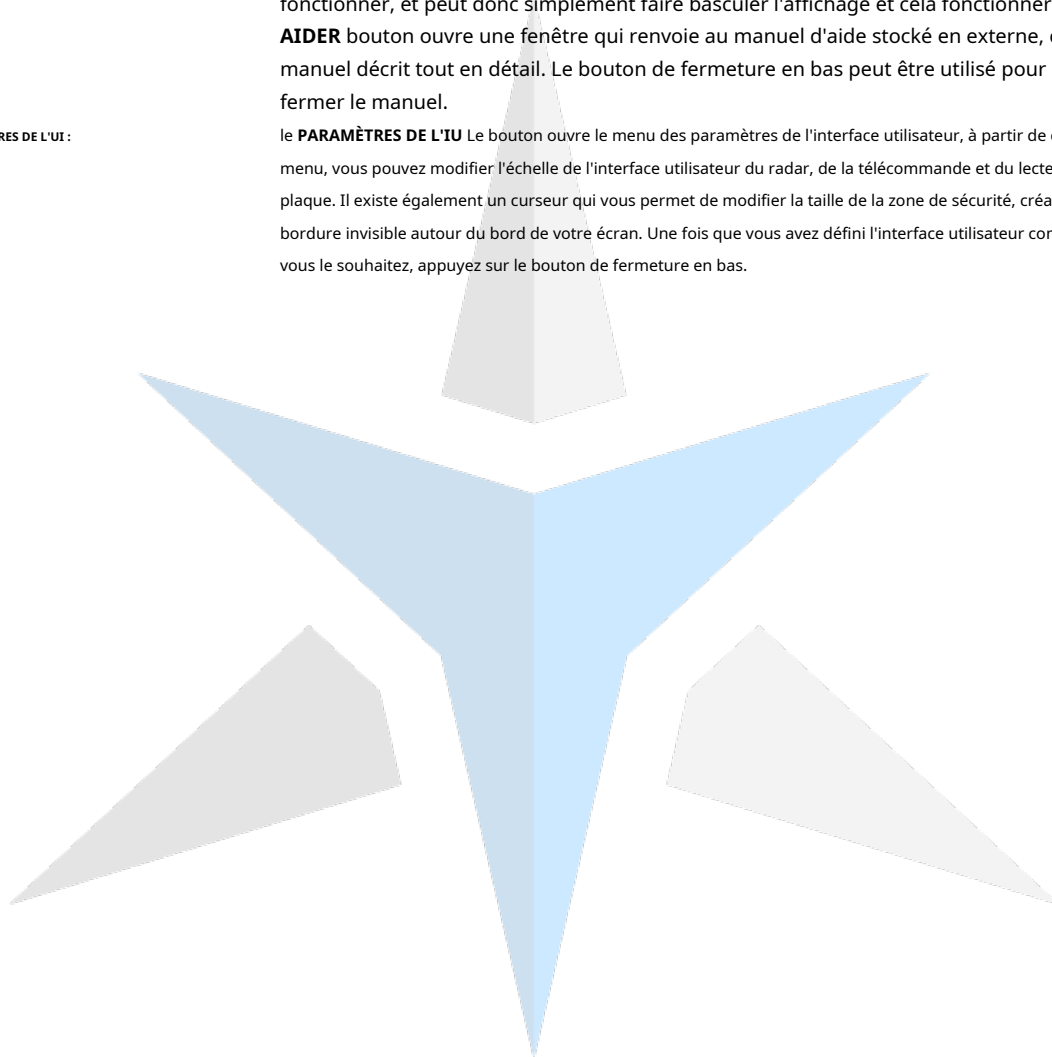 fonctionner, et peut donc simplement faire basculer l'affichage et cela fonctionner
AIDER bouton ouvre une fenêtre qui renvoie au manuel d'aide stocké en externe,
manuel décrit tout en détail. Le bouton de fermeture en bas peut être utilisé pour
fermer le manuel.
RES DE L'UI :
le PARAMÈTRES DE L'IU Le bouton ouvre le menu des paramètres de l'interface utilisateur, à partir de
menu, vous pouvez modifier l'échelle de l'interface utilisateur du radar, de la télécommande et du lecte
plaque. Il existe également un curseur qui vous permet de modifier la taille de la zone de sécurité, créa
bordure invisible autour du bord de votre écran. Une fois que vous avez défini l'interface utilisateur
vous le souhaitez, appuyez sur le bouton de fermeture en bas.